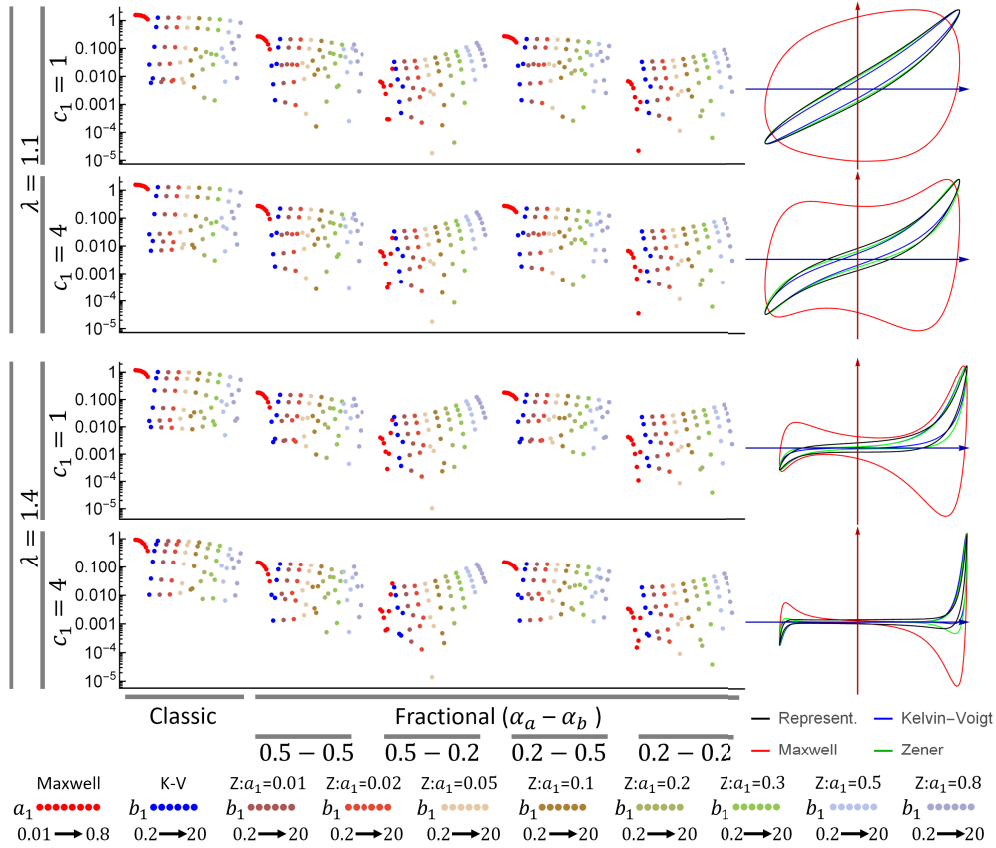 λ = 1.1
c₁ = 1
1
0.100
0.010
0.001
10⁻⁴
10⁻⁵
c₁ = 4
1
0.100
0.010
0.001
10⁻⁴
10⁻⁵
λ = 1.4
c₁ = 1
1
0.100
0.010
0.001
10⁻⁴
10⁻⁵
c₁ = 4
1
0.100
0.010
0.001
10⁻⁴
10⁻⁵
Classic
Fractional (αₐ − α_b )
0.5 − 0.5 0.5 − 0.2 0.2 − 0.5 0.2 − 0.2
Represent. Kelvin–Voigt
Maxwell Zener
Maxwell K-V Z:a₁=0.01 Z:a₁=0.02 Z:a₁=0.05 Z:a₁=0.1 Z:a₁=0.2 Z:a₁=0.3 Z:a₁=0.5 Z:a₁=0.8
a₁ b₁ b₁ b₁ b₁ b₁ b₁ b₁ b₁ b₁
0.01 → 0.8 0.2 → 20 0.2 → 20 0.2 → 20 0.2 → 20 0.2 → 20 0.2 → 20 0.2 → 20 0.2 → 20 0.2 → 20